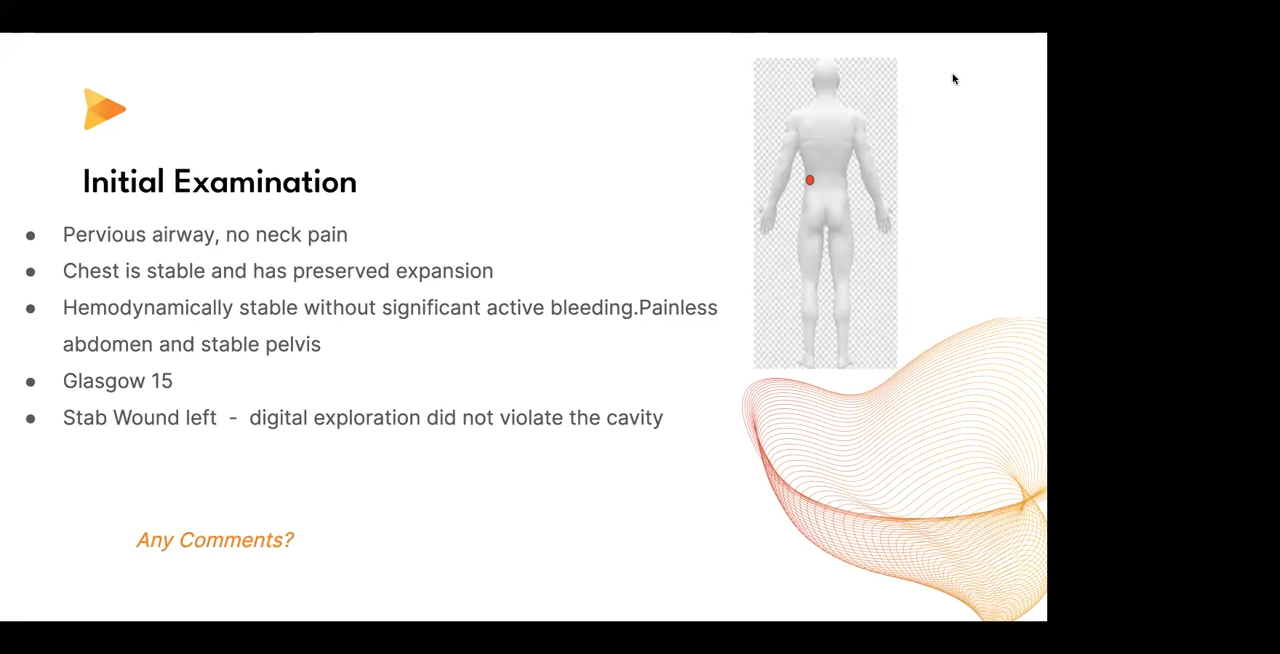 Initial Examination
● Pervious airway, no neck pain
● Chest is stable and has preserved expansion
● Hemodynamically stable without significant active bleeding.Painless
abdomen and stable pelvis
● Glasgow 15
● Stab Wound left - digital exploration did not violate the cavity
Any Comments?